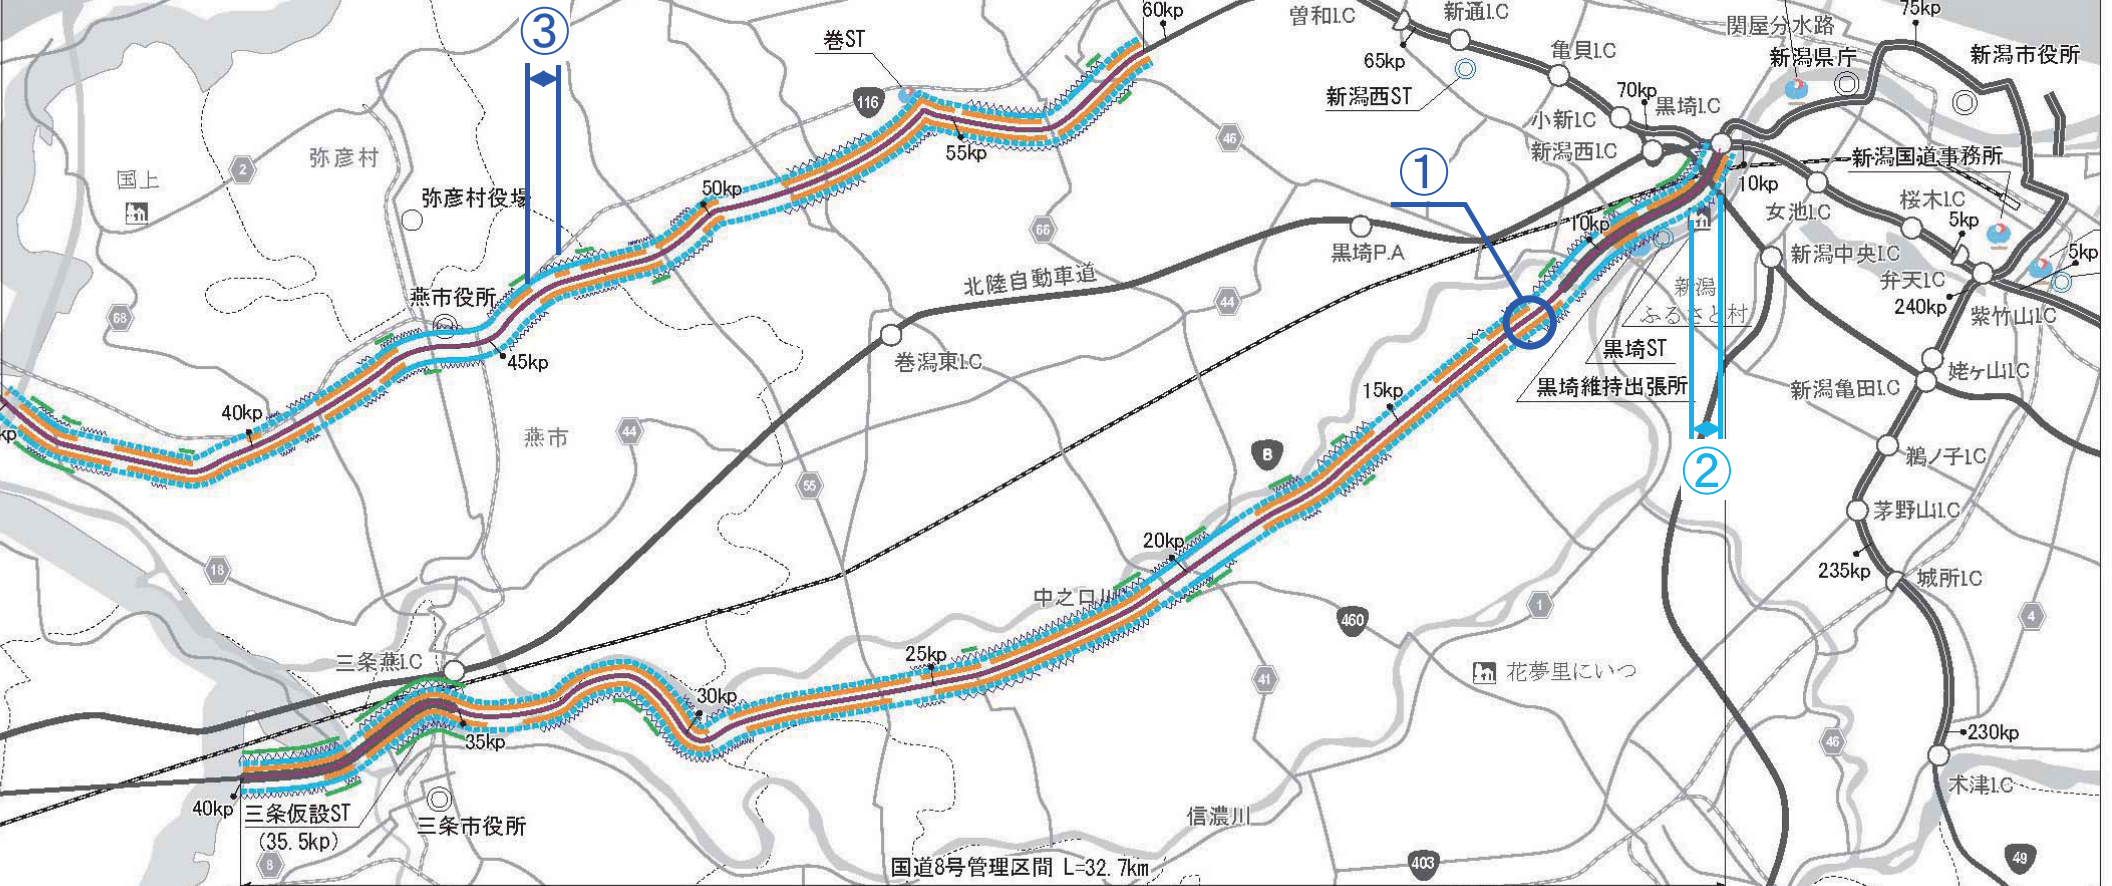 ③
60kp
曽和I.C
新通I.C
関屋分水路
75kp
巻ST
65kp
亀貝I.C
新潟県庁
新潟市役所
116
新潟西ST
70kp
黒埼I.C
小新I.C
新潟西I.C
46
55kp
弥彦村
2
国上
①
新潟国道事務所
10kp
50kp
弥彦村役場
女池I.C
桜木I.C
5kp
66
10kp
黒埼P.A
新潟中央I.C
5kp
北陸自動車道
弁天I.C
燕市役所
44
新潟
ふるさと村
240kp
紫竹山I.C
68
45kp
巻潟東I.C
黒埼ST
姥ヶ山I.C
黒埼維持出張所
新潟亀田I.C
15kp
40kp
kp
燕市
44
8
②
鵜ノ子I.C
55
茅野山I.C
20kp
18
235kp
城所I.C
中之口川
460
1
4
25kp
三条燕I.C
41
花夢里にいつ
30kp
35kp
46
230kp
40kp
三条仮設ST
(35.5kp)
三条市役所
信濃川
8
国道8号管理区間 L=32.7km
403
49